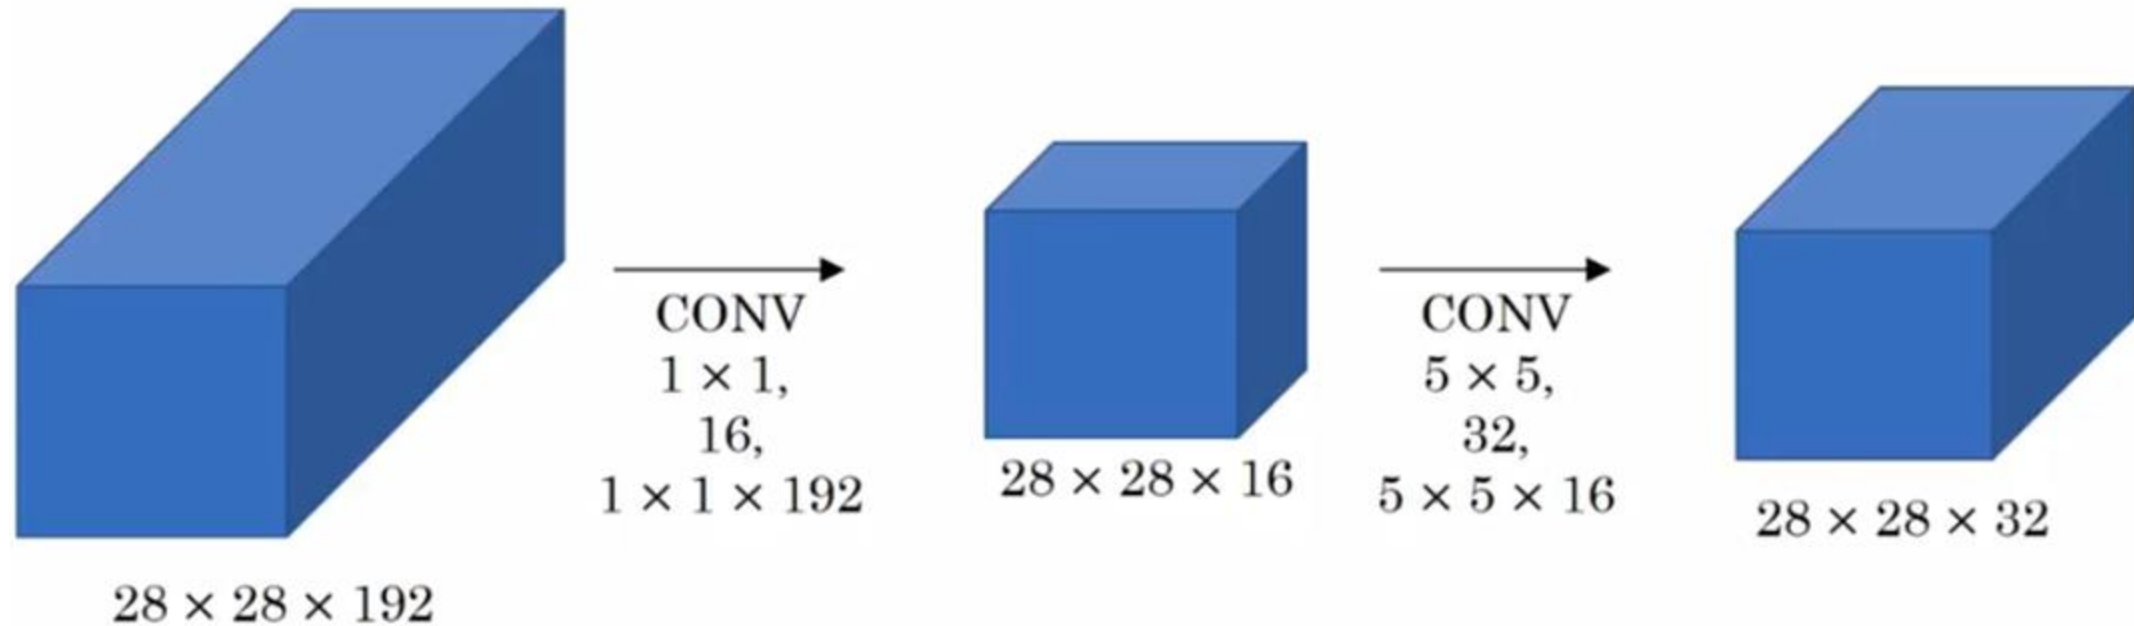 28 × 28 × 192
CONV
1 × 1,
16,
1 × 1 × 192
28 × 28 × 16
CONV
5 × 5,
32,
5 × 5 × 16
28 × 28 × 32